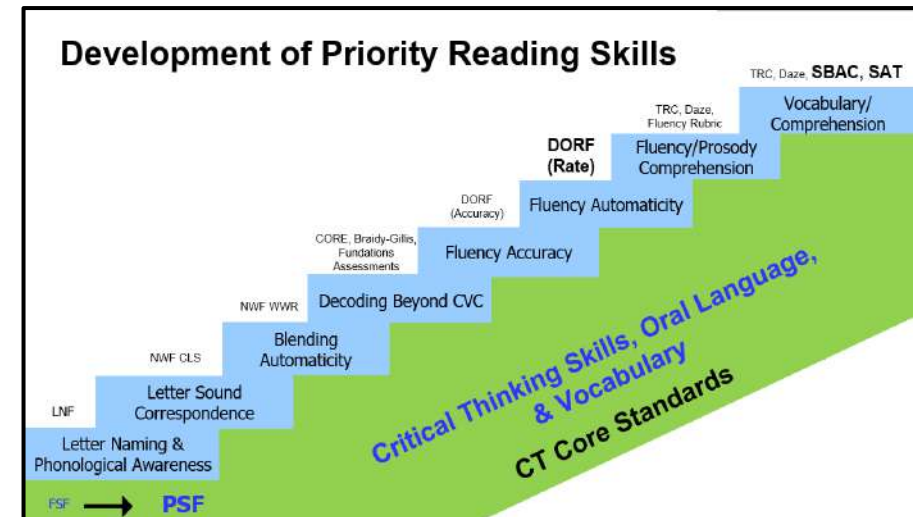 Development of Priority Reading Skills
TRC, Daze, SBAC, SAT
Vocabulary/
Comprehension
TRC, Daze,
Fluency Rubric
Fluency/Prosody
Comprehension
DORF
(Rate)
Fluency Automaticity
DORF
(Accuracy)
Fluency Accuracy
CORE, Braidy-Gillis,
Fundations
Assessments
Decoding Beyond CVC
NWF WWR
Blending
Automaticity
NWF CLS
Letter Sound
Correspondence
LNF
Letter Naming &
Phonological Awareness
FSF PSF
Critical Thinking Skills, Oral Language,
& Vocabulary
CT Core Standards